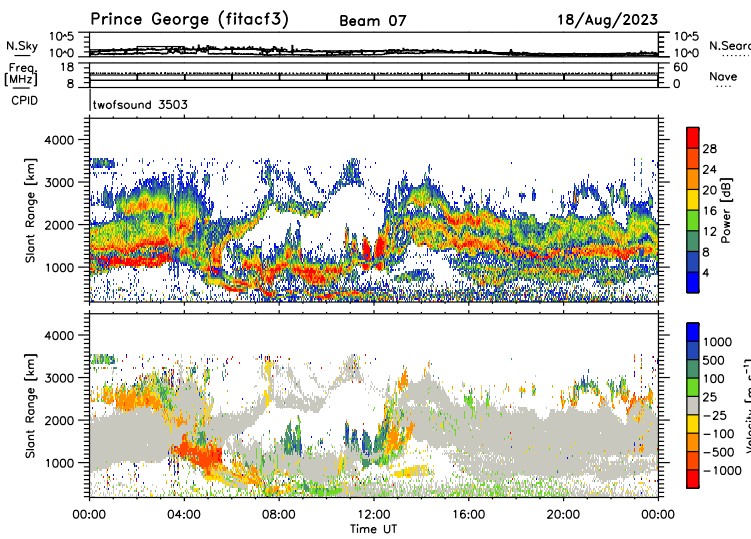 Prince George (fitacf3) Beam 07 18/Aug/2023
N.Sky 10^5 10^0 10^5 10^0 N.Searc
Freq [MHz] 18 8 60 0 Nave
CPID twofsound 3503
Slant Range [km] 4000 3000 2000 1000
Power [dB] 28 24 20 16 12 8 4
Slant Range [km] 4000 3000 2000 1000
Velocity [m s⁻¹] 1000 500 100 25 -25 -100 -500 -1000
00:00 04:00 08:00 12:00 16:00 20:00 00:00
Time UT